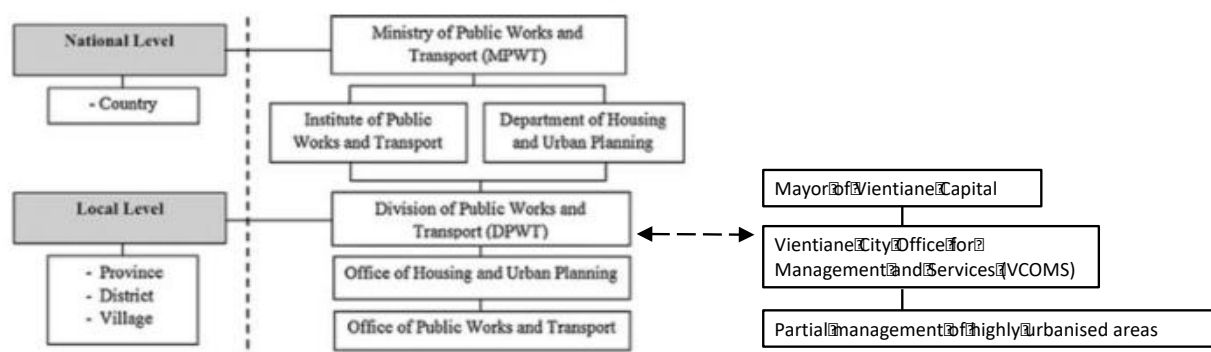 National Level
- Country
Ministry of Public Works and
Transport (MPWT)
Institute of Public
Works and Transport
Department of Housing
and Urban Planning
Local Level
- Province
- District
- Village
Division of Public Works and
Transport (DPWT)
Office of Housing and Urban Planning
Office of Public Works and Transport
Mayor⍰of⍰Vientiane⍰Capital
Vientiane⍰City⍰Office⍰for⍰
Management⍰and⍰Services⍰(VCOMS)
Partial⍰management⍰of⍰highly⍰urbanised⍰areas